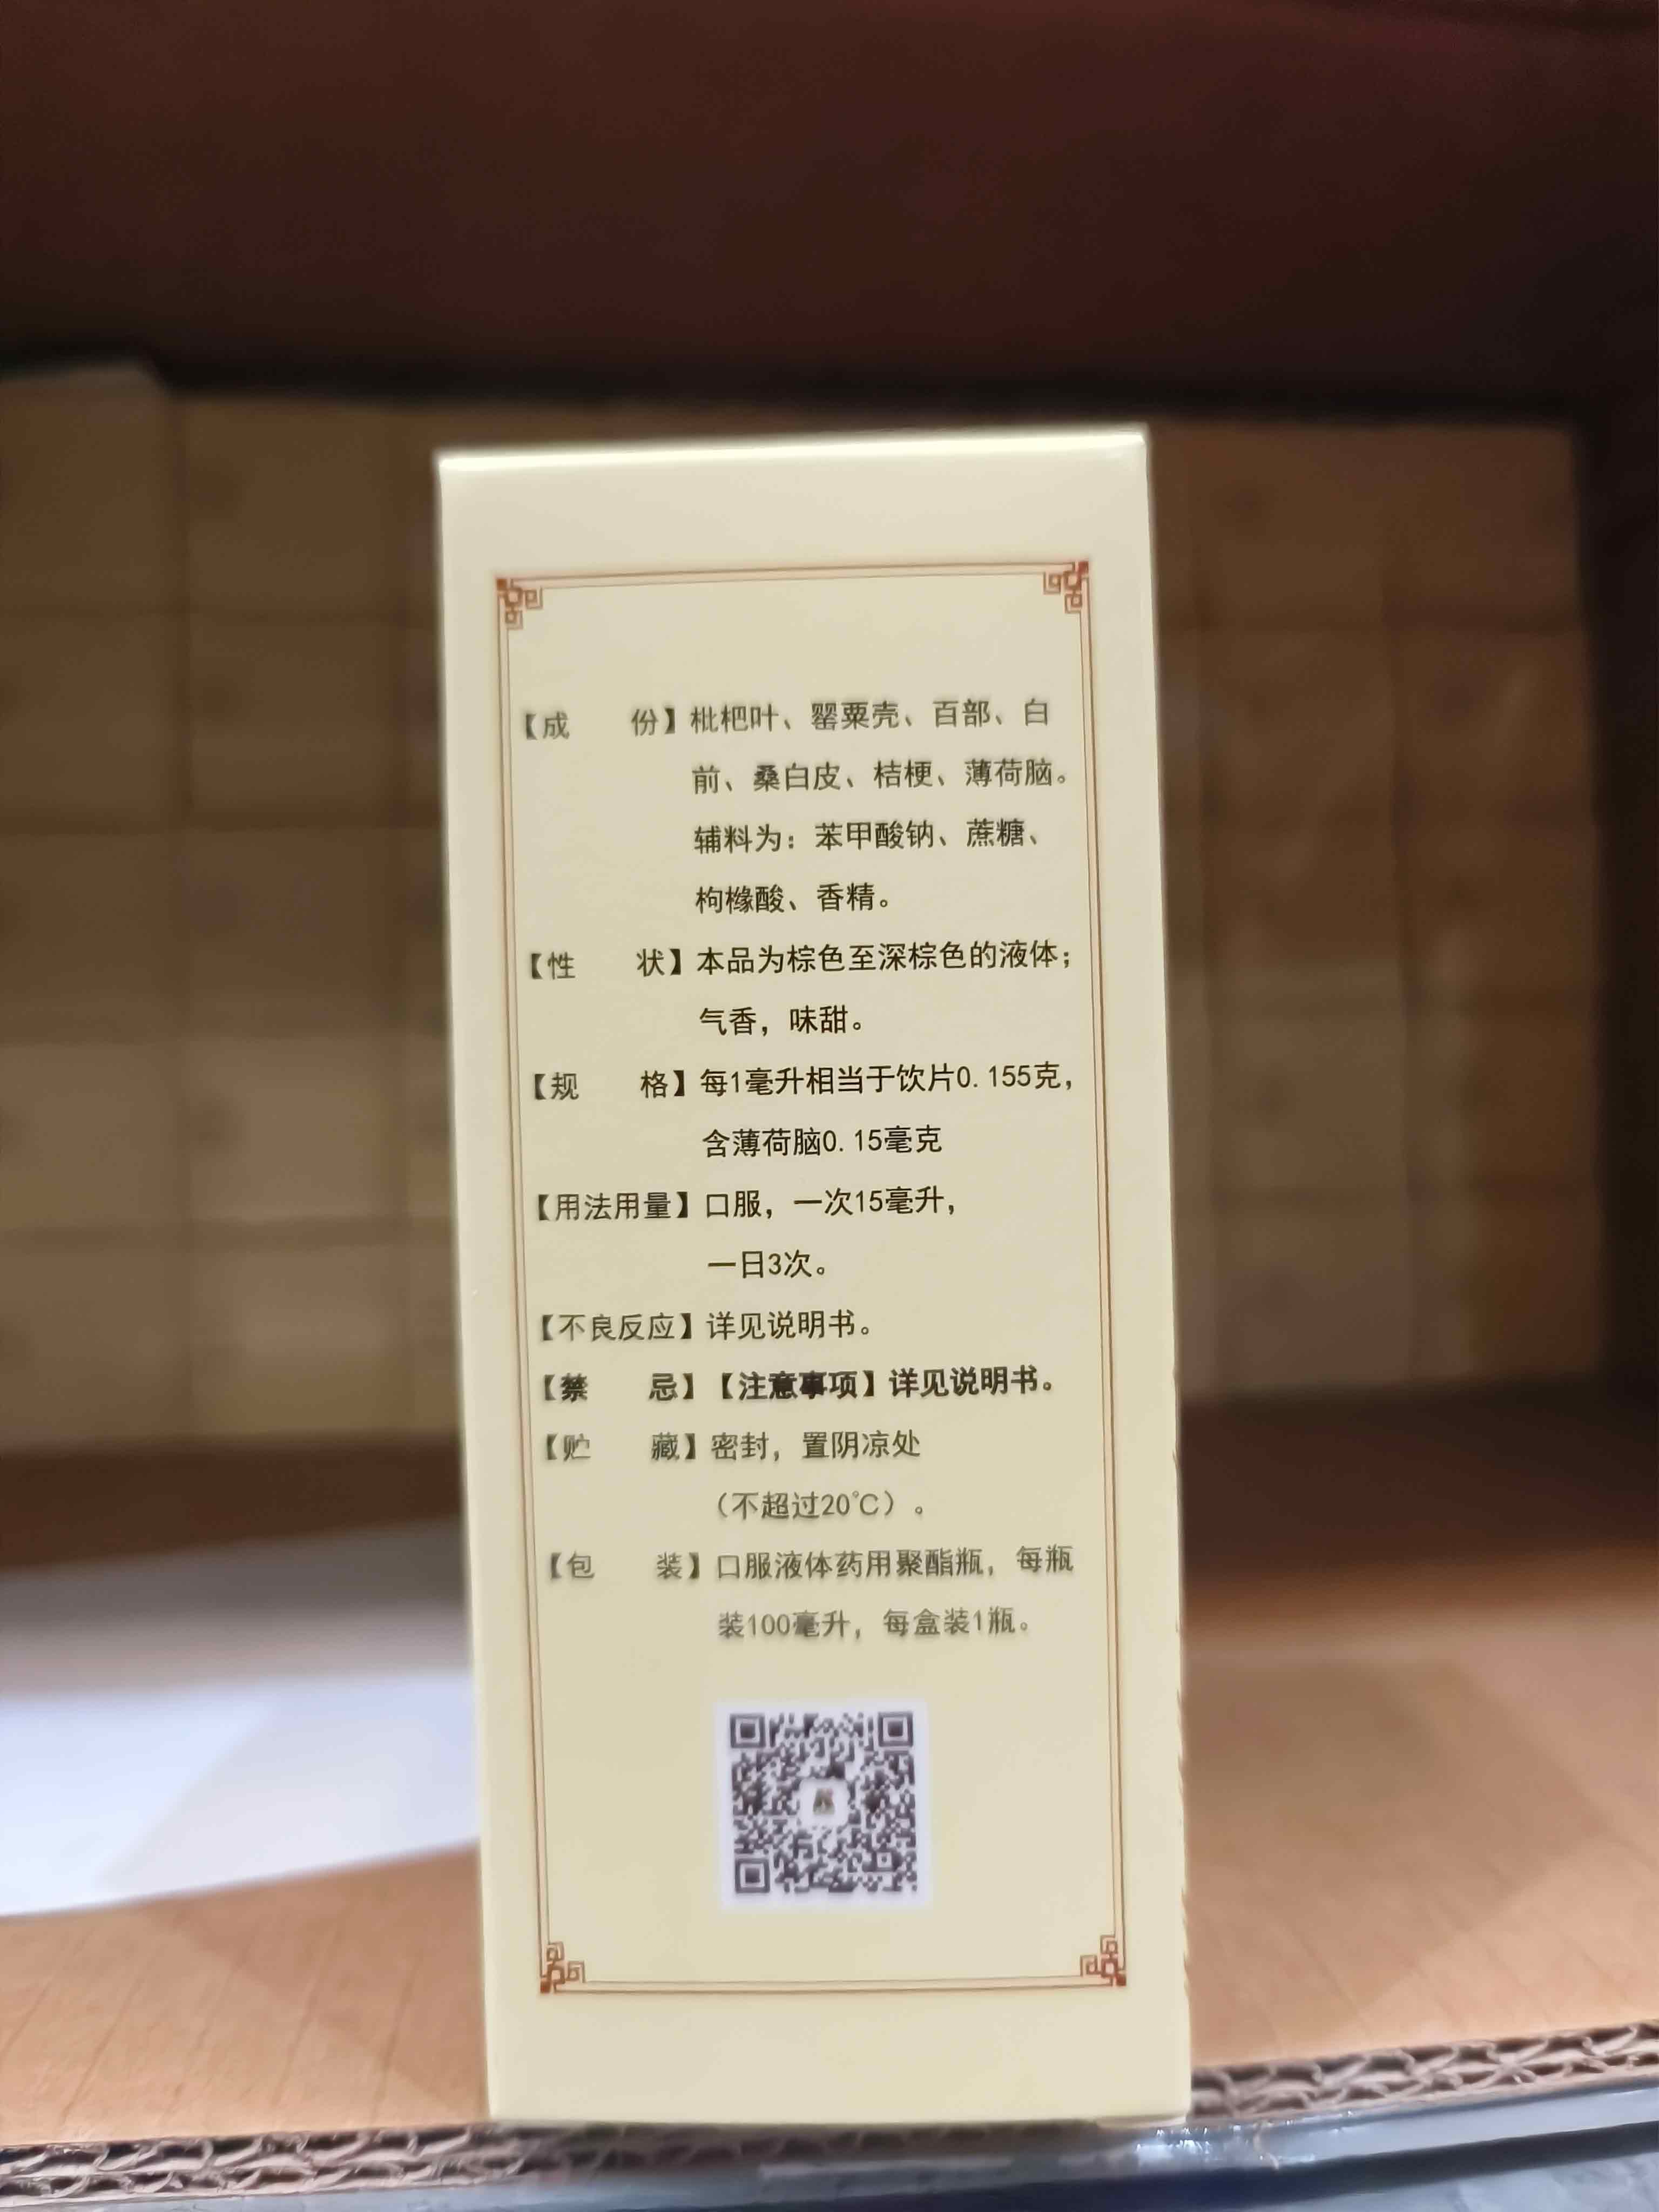 【成 份】枇杷叶、罂粟壳、百部、白
前、桑白皮、桔梗、薄荷脑。
辅料为：苯甲酸钠、蔗糖、
枸橼酸、香精。
【性 状】本品为棕色至深棕色的液体；
气香，味甜。
【规 格】每1毫升相当于饮片0.155克，
含薄荷脑0.15毫克
【用法用量】口服，一次15毫升，
一日3次。
【不良反应】详见说明书。
【禁 忌】【注意事项】详见说明书。
【贮 藏】密封，置阴凉处
（不超过20℃）。
【包 装】口服液体药用聚酯瓶，每瓶
装100毫升，每盒装1瓶。